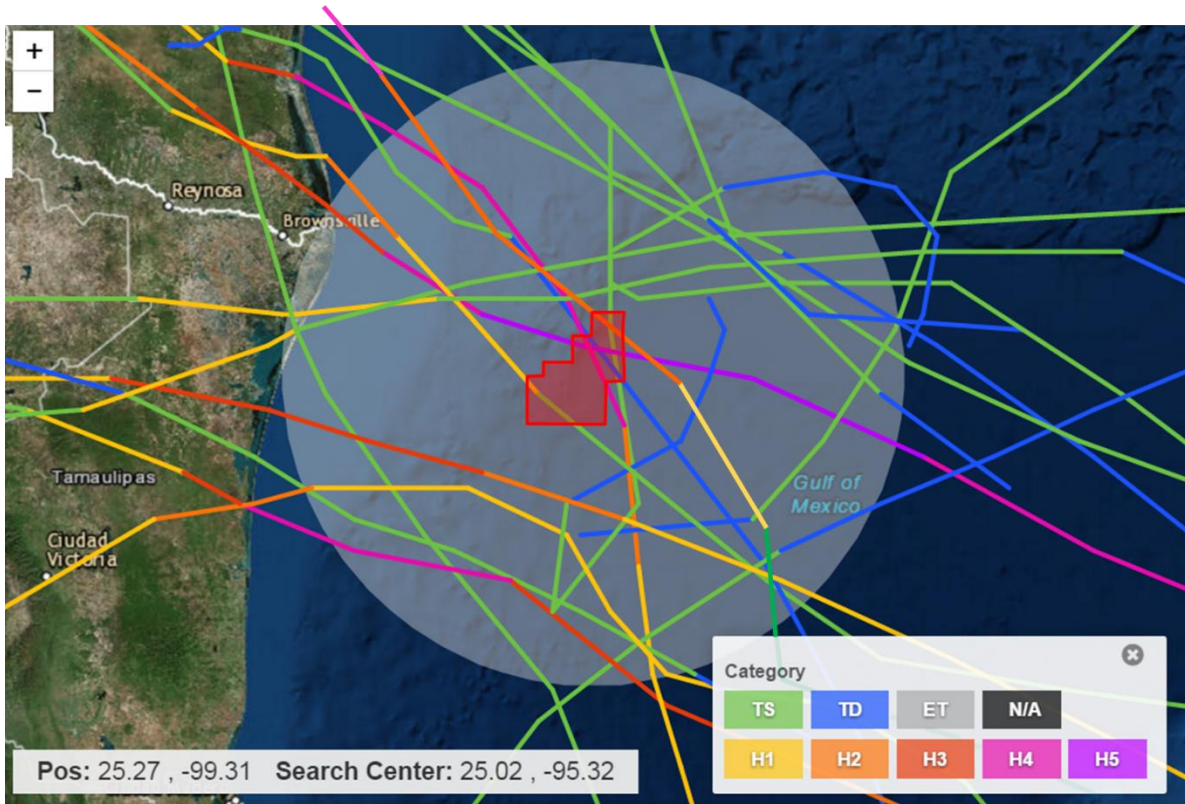 +
−
Reynosa
Brownsville
Tamaulipas
Gulf of
Mexico
Ciudad
Victoria
Category
TS TD ET N/A
H1 H2 H3 H4 H5
Pos: 25.27 , -99.31 Search Center: 25.02 , -95.32